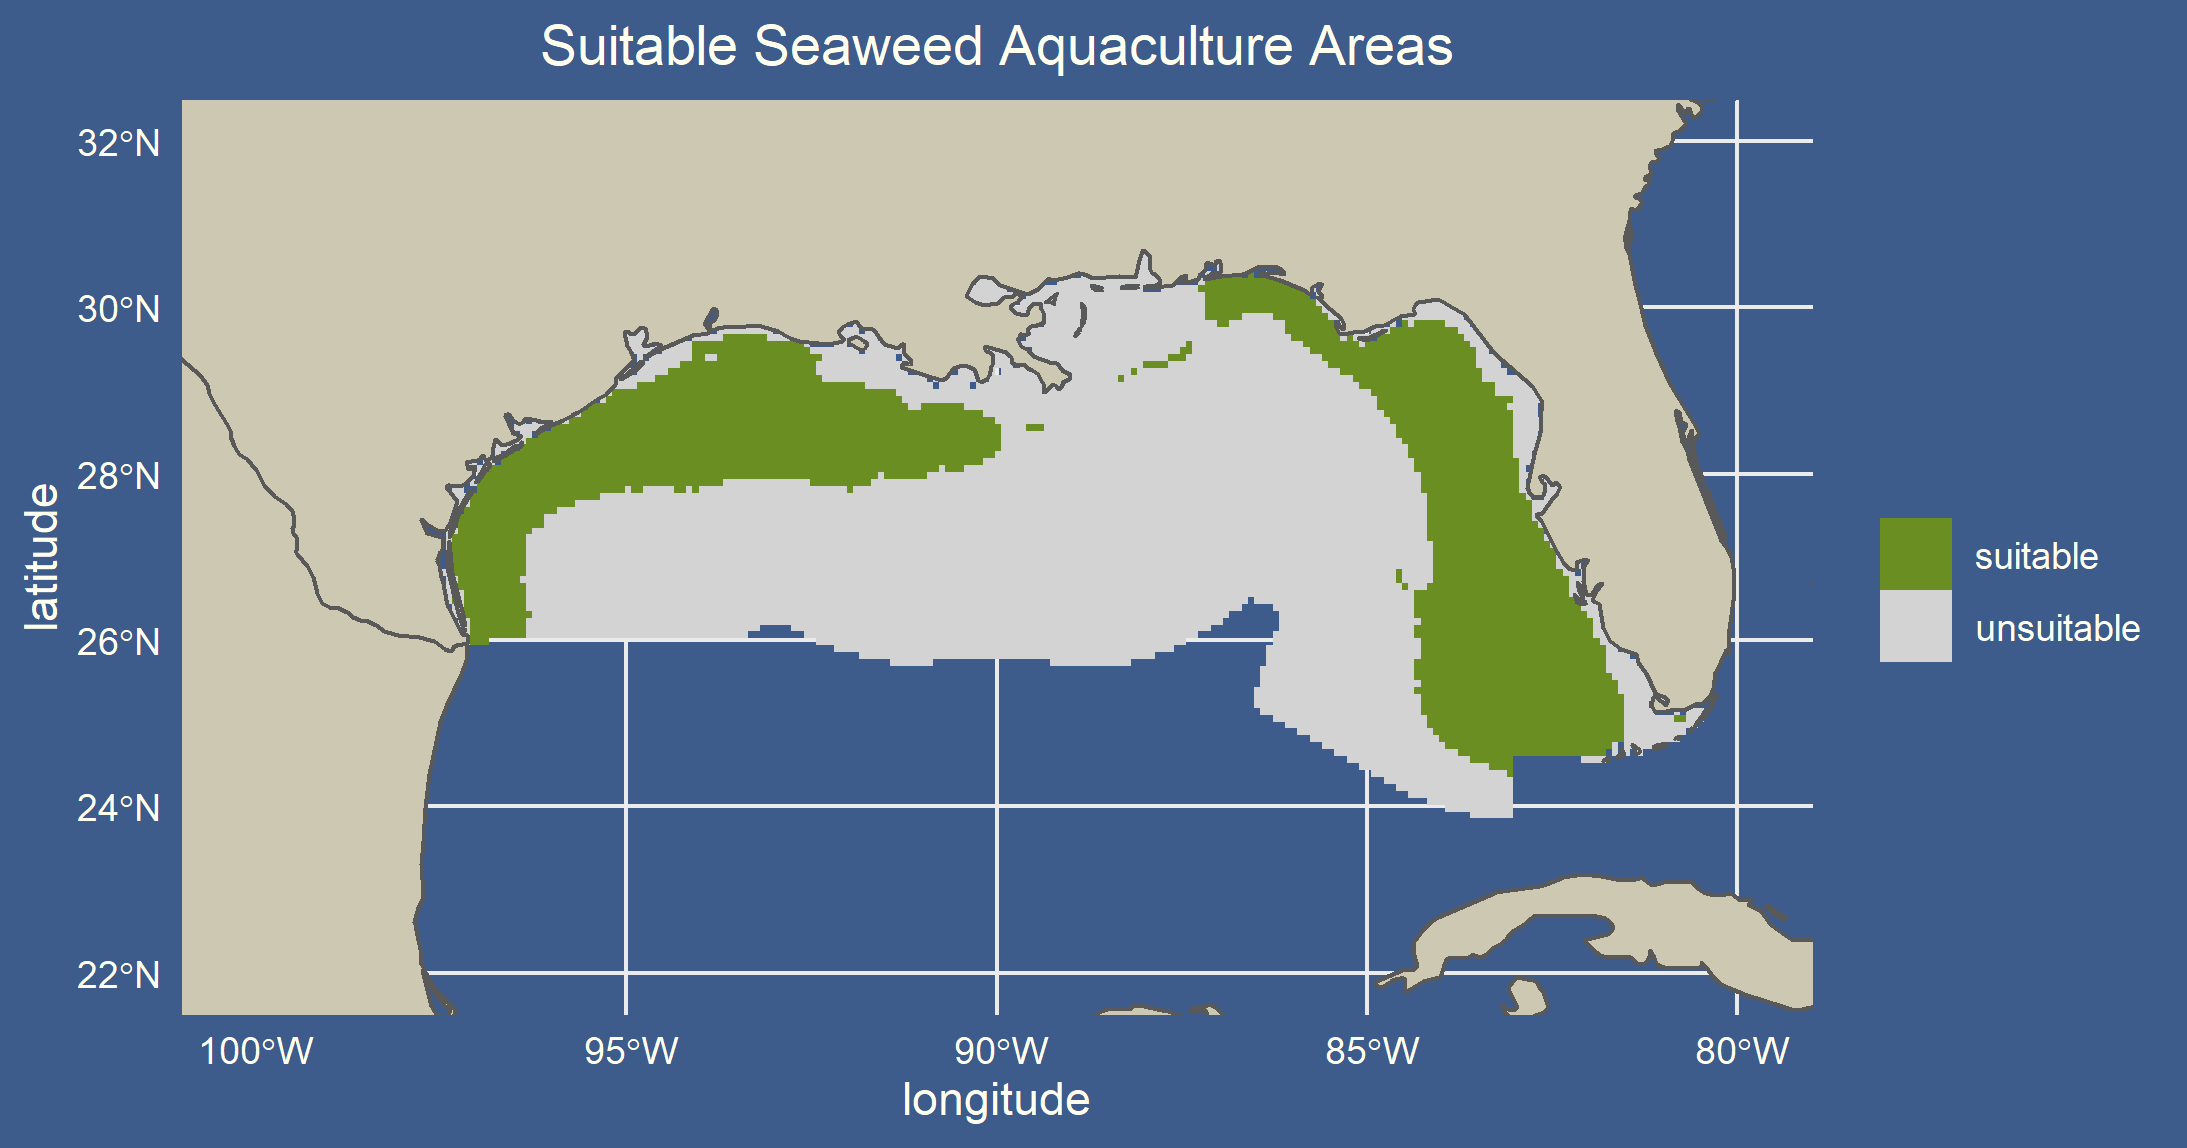 Suitable Seaweed Aquaculture Areas
32°N
30°N
28°N
26°N
24°N
22°N
latitude
100°W
95°W
90°W
85°W
80°W
longitude
suitable
unsuitable